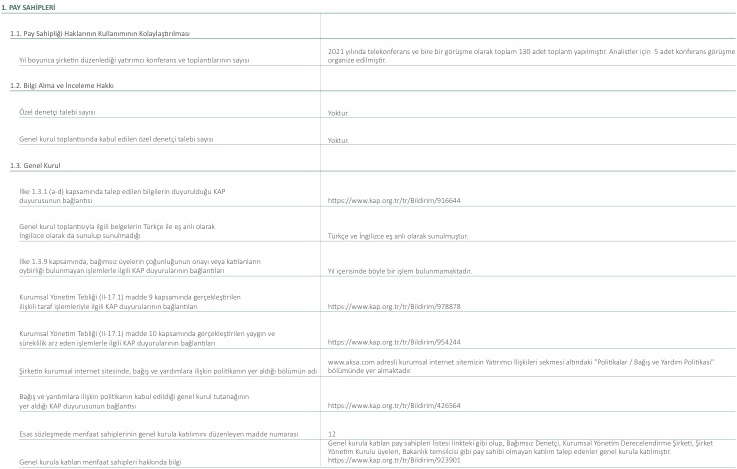 1. PAY SAHİPLERİ
1.1. Pay Sahipliği Haklarının Kullanımının Kolaylaştırılması
Yıl boyunca şirketin düzenlediği yatırımcı konferans ve toplantılarının sayısı
2021 yılında telekonferans ve bire bir görüşme olarak toplam 130 adet toplantı yapılmıştır. Analistler için 5 adet konferans görüşme
organize edilmiştir.
1.2. Bilgi Alma ve İnceleme Hakkı
Özel denetçi talebi sayısı
Yoktur.
Genel kurul toplantısında kabul edilen özel denetçi talebi sayısı
Yoktur.
1.3. Genel Kurul
İlke 1.3.1 (a-d) kapsamında talep edilen bilgilerin duyurulduğu KAP
duyurusunun bağlantısı
https://www.kap.org.tr/tr/Bildirim/916644
Genel kurul toplantısıyla ilgili belgelerin Türkçe ile eş anlı olarak
İngilizce olarak da sunulup sunulmadığı
Türkçe ve İngilizce eş anlı olarak sunulmuştur.
İlke 1.3.9 kapsamında, bağımsız üyelerin çoğunluğunun onayı veya katılanların
oybirliği bulunmayan işlemlerle ilgili KAP duyurularının bağlantıları
Yıl içerisinde böyle bir işlem bulunmamaktadır.
Kurumsal Yönetim Tebliği (II-17.1) madde 9 kapsamında gerçekleştirilen
ilişkili taraf işlemleriyle ilgili KAP duyurularının bağlantıları
https://www.kap.org.tr/tr/Bildirim/978878
Kurumsal Yönetim Tebliği (II-17.1) madde 10 kapsamında gerçekleştirilen yaygın ve
süreklilik arz eden işlemlerle ilgili KAP duyurularının bağlantıları
https://www.kap.org.tr/tr/Bildirim/954244
Şirketin kurumsal internet sitesinde, bağış ve yardımlara ilişkin politikanın yer aldığı bölümün adı
www.aksa.com adresli kurumsal internet sitemizin Yatırımcı İlişkileri sekmesi altındaki "Politikalar / Bağış ve Yardım Politikası"
bölümünde yer almaktadır.
Bağış ve yardımlara ilişkin politikanın kabul edildiği genel kurul tutanağının
yer aldığı KAP duyurusunun bağlantısı
https://www.kap.org.tr/tr/Bildirim/426564
Esas sözleşmede menfaat sahiplerinin genel kurula katılımını düzenleyen madde numarası
12
Genel kurula katılan menfaat sahipleri hakkında bilgi
Genel kurula katılan pay sahipleri listesi linkteki gibi olup, Bağımsız Denetçi, Kurumsal Yönetim Derecelendirme Şirketi, Şirket
Yönetim Kurulu üyeleri, Bakanlık temsilcisi gibi pay sahibi olmayan katılım talep edenler genel kurula katılmıştır.
https://www.kap.org.tr/tr/Bildirim/923901